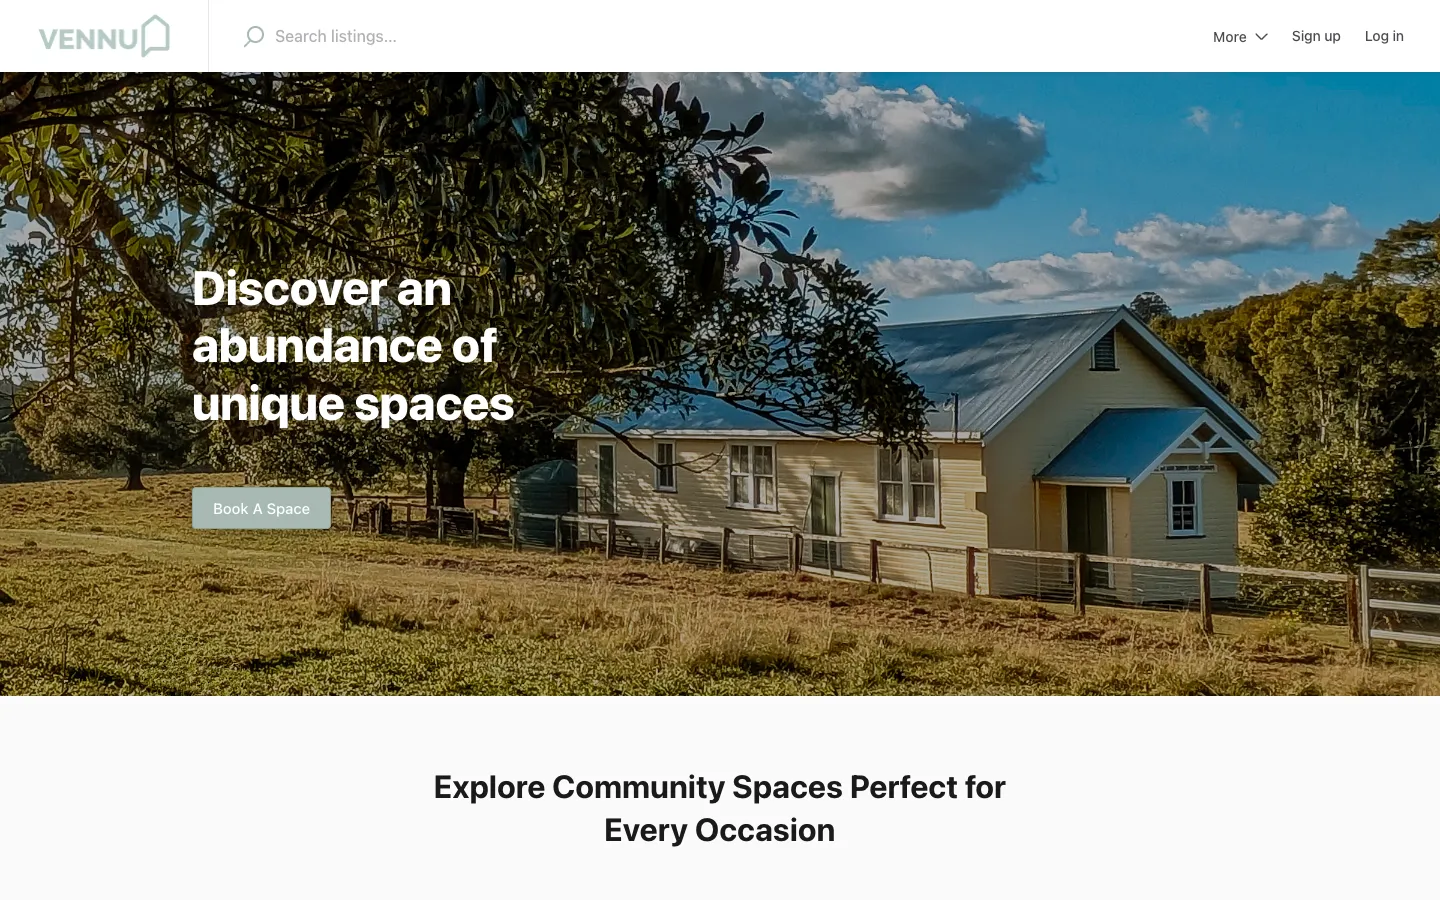 VENNU
Search listings...
More
Sign up
Log in
Discover an
abundance of
unique spaces
Book A Space
Explore Community Spaces Perfect for
Every Occasion